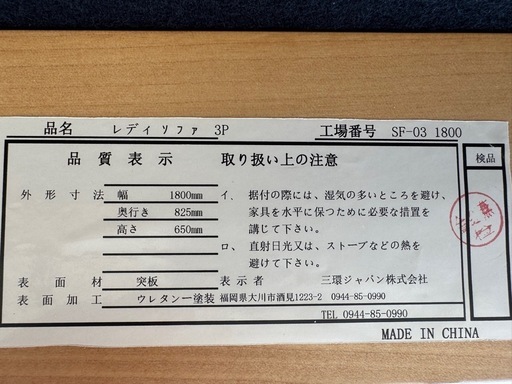 品名 レディソファ 3P 工場番号 SF-03 1800
品質表示 取り扱い上の注意 検品
外形寸法 幅 1800mm イ、据付の際には、湿気の多いところを避け、
奥行き 825mm 家具を水平に保つために必要な措置を
高さ 650mm 講じて下さい。
ロ、直射日光又は、ストーブなどの熱を
避けて下さい。
表面材 突板 表示者 三環ジャパン株式会社
表面加工 ウレタンー塗装 福岡県大川市酒見1223-2 0944-85-0990
TEL 0944-85-0990
MADE IN CHINA